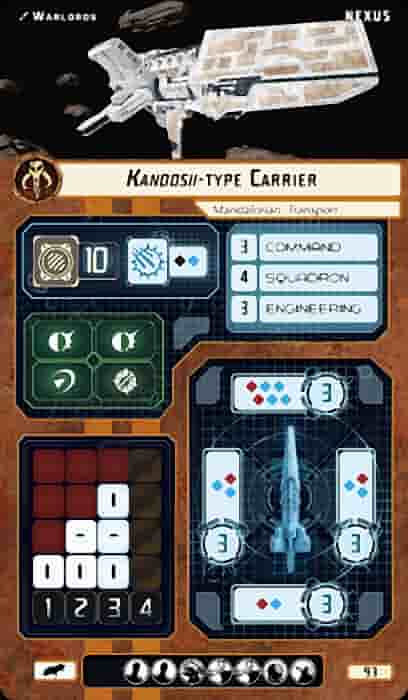 WARLORDS
NEXUS
KANDOSII-TYPE CARRIER
Mandalorian Transport
10
3 COMMAND
4 SQUADRON
3 ENGINEERING
3
I
- -
3 3
I I I
1 2 3 4
3
93